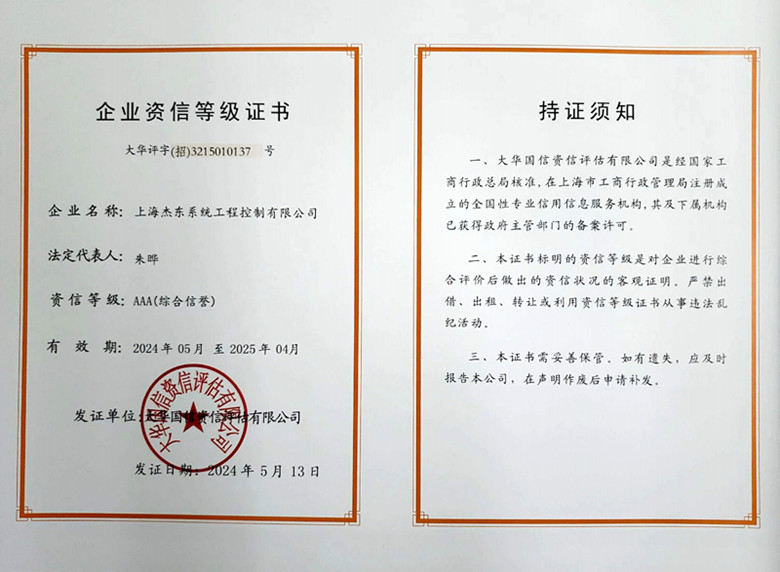 企业资信等级证书
大华评字(招)3215010137 号
企业名称：上海杰东系统工程控制有限公司
法定代表人：朱晔
资信等级：AAA(综合信誉)
有效期：2024年05月 至 2025年 04月
发证单位：大华国信资信评估有限公司
大华国信资信评估有限公司
发证日期：2024年5月13日
持证须知
一、大华国信资信评估有限公司是经国家工
商行政总局核准，在上海市工商行政管理局注册成
立的全国性专业信用信息服务机构，其及下属机构
已获得政府主管部门的备案许可。
二、本证书标明的资信等级是对企业进行综
合评价后做出的资信状况的客观证明。严禁出
借、出租、转让或利用资信等级证书从事违法乱
纪活动。
三、本证书需妥善保管。如有遗失，应及时
报告本公司，在声明作废后申请补发。